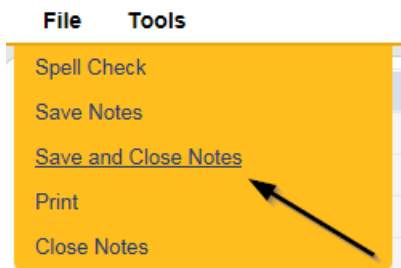 File Tools
Spell Check
Save Notes
Save and Close Notes
Print
Close Notes